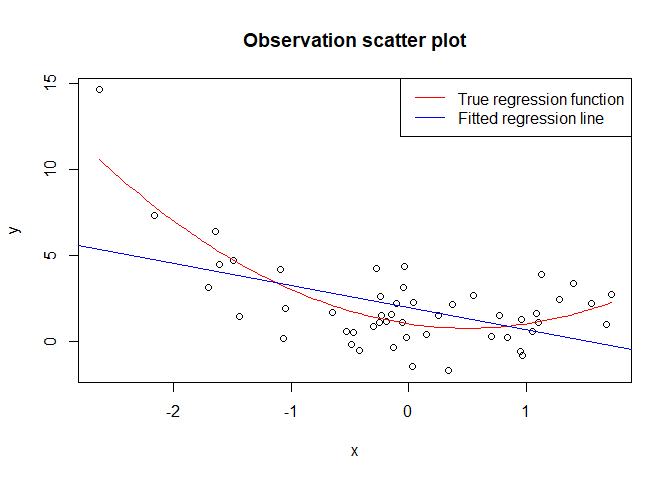 Observation scatter plot
True regression function
Fitted regression line
15
10
5
0
y
-2
-1
0
1
x